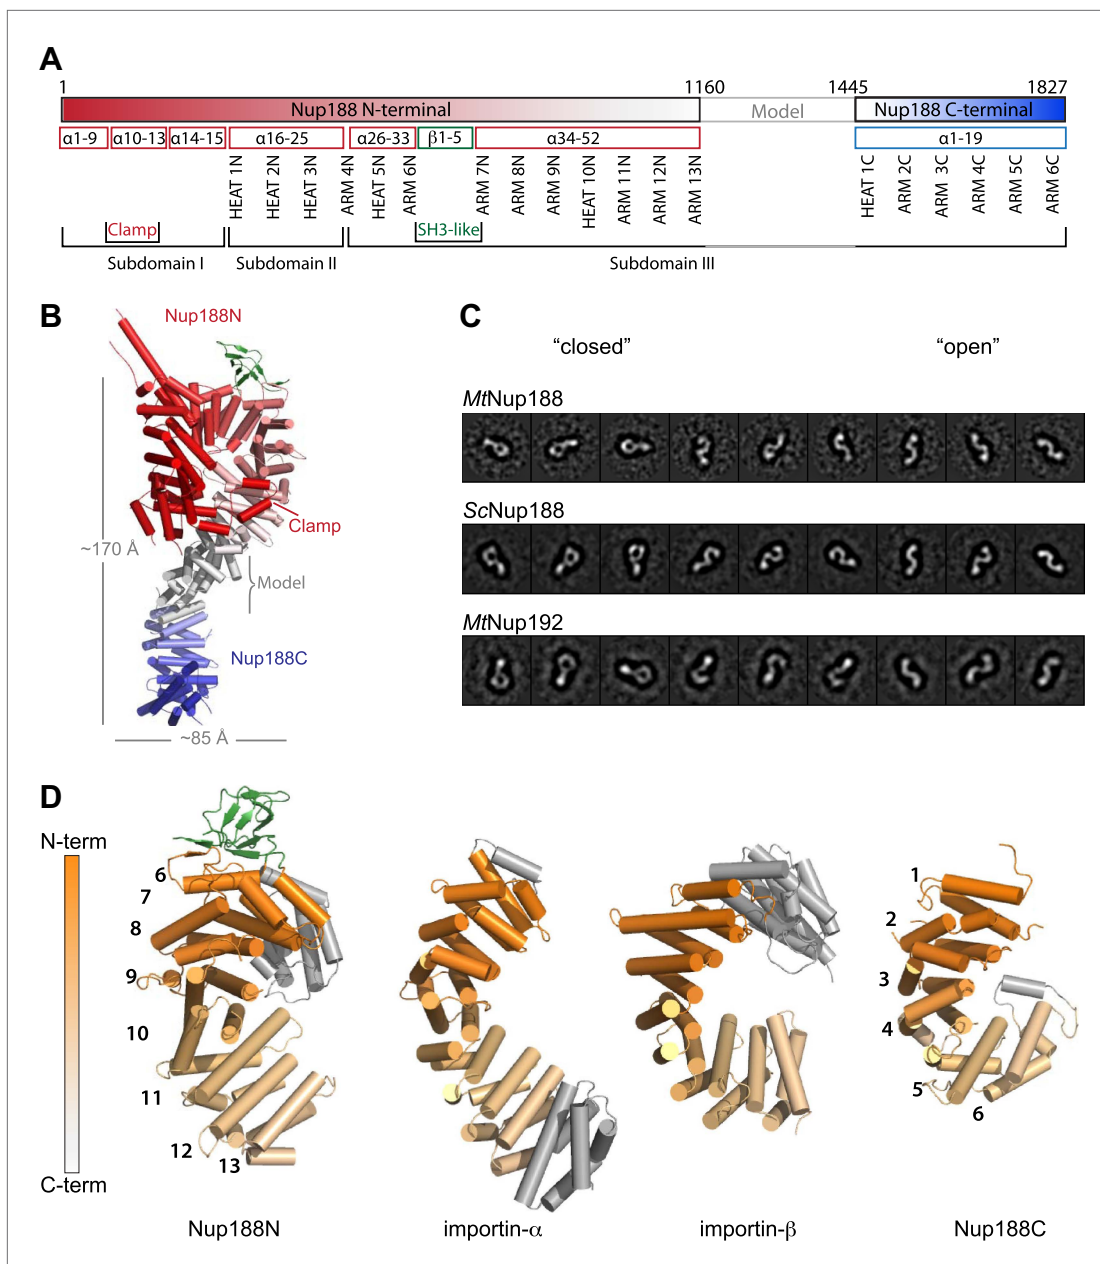 A
1 1160 1445 1827
Nup188 N-terminal Model Nup188 C-terminal
α1-9 α10-13 α14-15 α16-25 α26-33 β1-5 α34-52 α1-19
HEAT 1N HEAT 2N HEAT 3N ARM 4N HEAT 5N ARM 6N ARM 7N ARM 8N ARM 9N HEAT 10N ARM 11N ARM 12N ARM 13N HEAT 1C ARM 2C ARM 3C ARM 4C ARM 5C ARM 6C
Clamp SH3-like
Subdomain I Subdomain II Subdomain III
B
Nup188N
Clamp
~170 Å
Model
Nup188C
~85 Å
C
“closed” “open”
MtNup188
ScNup188
MtNup192
D
N-term
C-term
6
7
8
9
10
11
12
13
1
2
3
4
5
6
Nup188N importin-α importin-β Nup188C